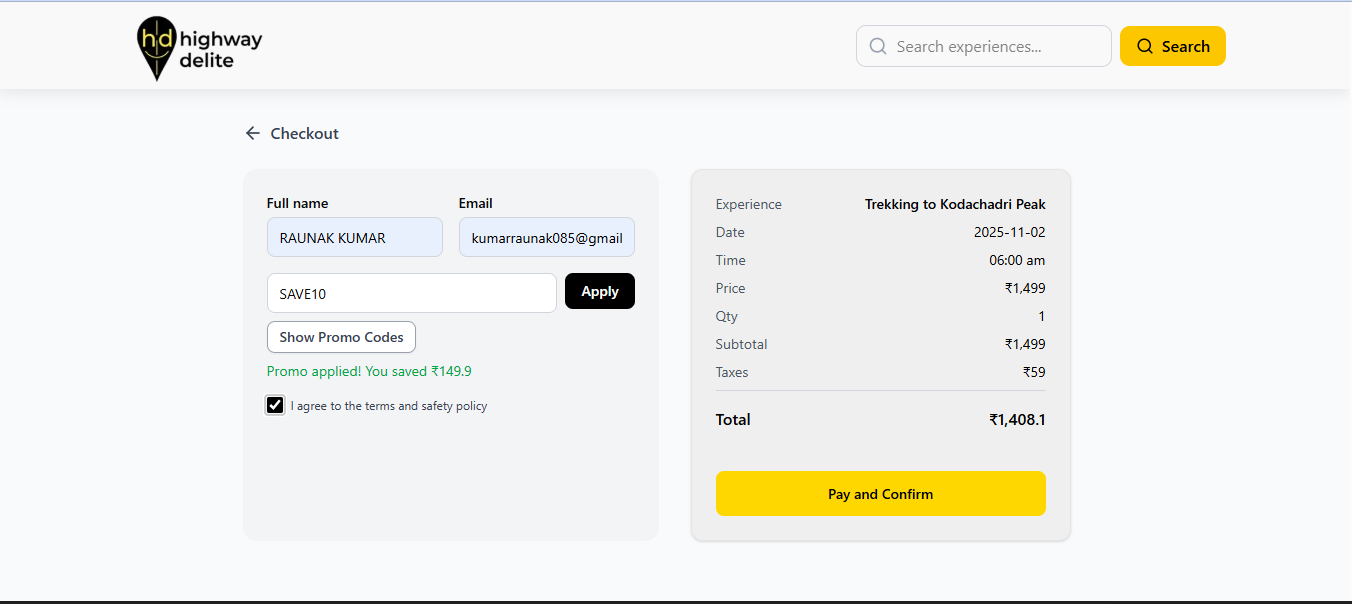 hd highway
delite
Search experiences...
Search
Checkout
Full name
Email
RAUNAK KUMAR
kumarraunak085@gmail
SAVE10
Apply
Show Promo Codes
Promo applied! You saved ₹149.9
I agree to the terms and safety policy
Experience Trekking to Kodachadri Peak
Date 2025-11-02
Time 06:00 am
Price ₹1,499
Qty 1
Subtotal ₹1,499
Taxes ₹59
Total ₹1,408.1
Pay and Confirm